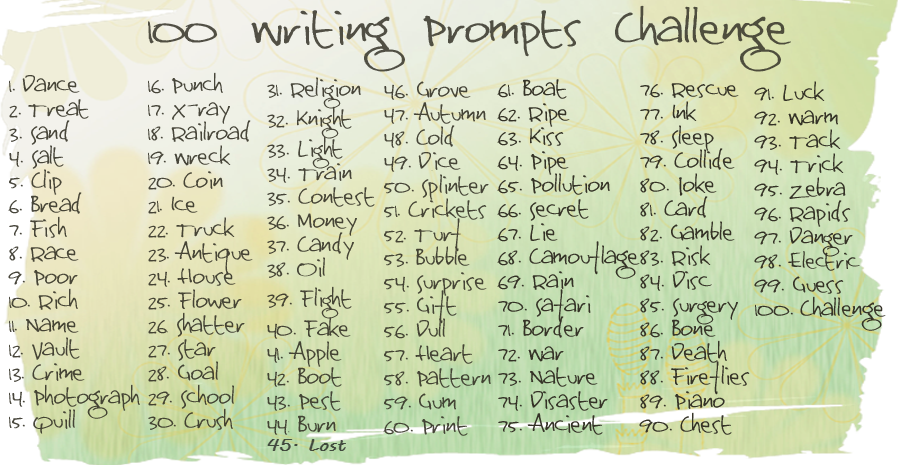 100 Writing Prompts Challenge
1. Dance
2. Treat
3. Sand
4. Salt
5. Clip
6. Bread
7. Fish
8. Race
9. Poor
10. Rich
11. Name
12. Vault
13. Crime
14. Photograph
15. Quill
16. Punch
17. X-ray
18. Railroad
19. Wreck
20. Coin
21. Ice
22. Truck
23. Antique
24. House
25. Flower
26 Shatter
27. Star
28. Goal
29. School
30. Crush
31. Religion
32. Knight
33. Light
34. Train
35. Contest
36. Money
37. Candy
38. Oil
39. Flight
40. Fake
41. Apple
42. Boot
43. Pest
44. Burn
45. Lost
46. Grove
47. Autumn
48. Cold
49. Dice
50. Splinter
51. Crickets
52. Turf
53. Bubble
54. Surprise
55. Gift
56. Dull
57. Heart
58. Pattern
59. Gum
60. Print
61. Boat
62. Ripe
63. Kiss
64. Pipe
65. Pollution
66. Secret
67. Lie
68. Camouflage
69. Rain
70. Safari
71. Border
72. War
73. Nature
74. Disaster
75. Ancient
76. Rescue
77. Ink
78. Sleep
79. Collide
80. Joke
81. Card
82. Gamble
83. Risk
84. Disc
85. Surgery
86. Bone
87. Death
88. Fireflies
89. Piano
90. Chest
91. Luck
92. Warm
93. Tack
94. Trick
95. Zebra
96. Rapids
97. Danger
98. Electric
99. Guess
100. Challenge